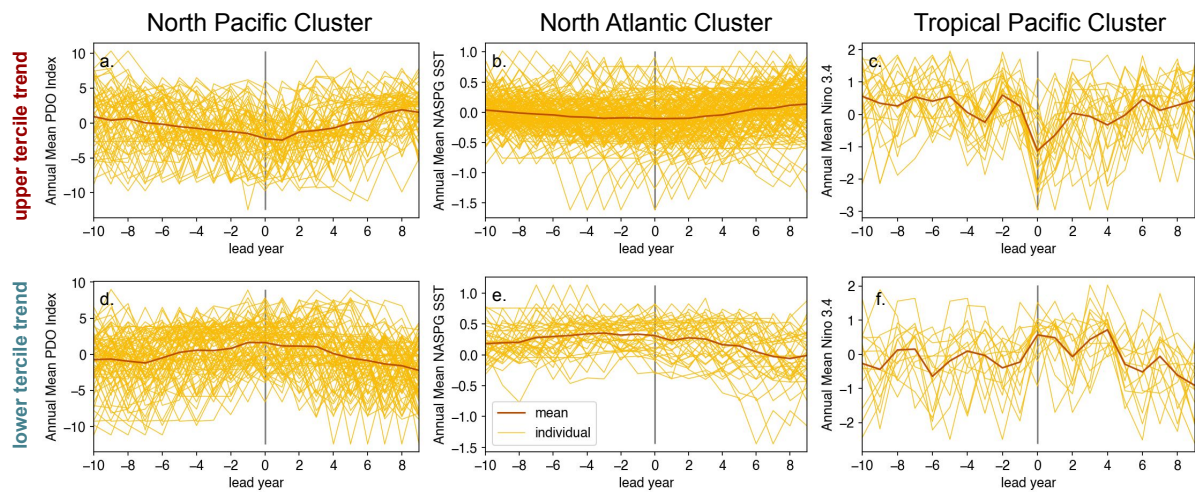 North Pacific Cluster North Atlantic Cluster Tropical Pacific Cluster
upper tercile trend
Annual Mean PDO Index
10
5
0
−5
−10
a.
−10 −8 −6 −4 −2 0 2 4 6 8
lead year
Annual Mean NASPG SST
1.0
0.5
0.0
−0.5
−1.0
−1.5
b.
−10 −8 −6 −4 −2 0 2 4 6 8
lead year
Annual Mean Nino 3.4
2
1
0
−1
−2
−3
c.
−10 −8 −6 −4 −2 0 2 4 6 8
lead year
lower tercile trend
Annual Mean PDO Index
10
5
0
−5
−10
d.
−10 −8 −6 −4 −2 0 2 4 6 8
lead year
Annual Mean NASPG SST
1.0
0.5
0.0
−0.5
−1.0
−1.5
e.
mean
individual
−10 −8 −6 −4 −2 0 2 4 6 8
lead year
Annual Mean Nino 3.4
2
1
0
−1
−2
f.
−10 −8 −6 −4 −2 0 2 4 6 8
lead year